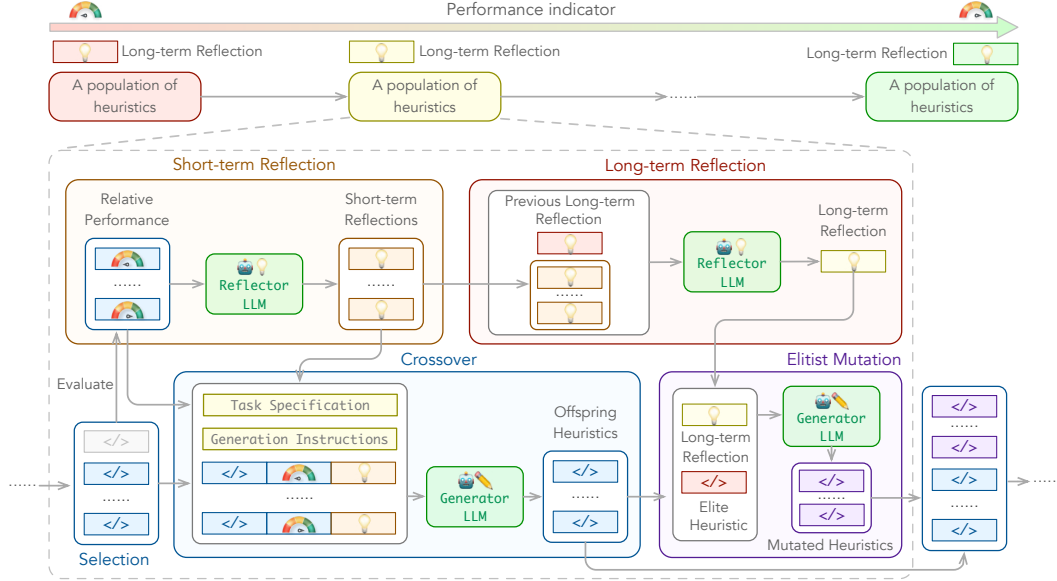 Performance indicator
Long-term Reflection
Long-term Reflection
Long-term Reflection
A population of
heuristics
A population of
heuristics
......
A population of
heuristics
Short-term Reflection
Long-term Reflection
Relative
Performance
......
Reflector
LLM
Short-term
Reflections
......
Previous Long-term
Reflection
......
Reflector
LLM
Long-term
Reflection
Evaluate
Crossover
Elitist Mutation
</>
</>
......
</>
Selection
......
Task Specification
Generation Instructions
</>
......
</>
Generator
LLM
Offspring
Heuristics
</>
......
</>
Long-term
Reflection
</>
Elite
Heuristic
Generator
LLM
</>
......
</>
Mutated Heuristics
</>
......
</>
</>
......
</>
......